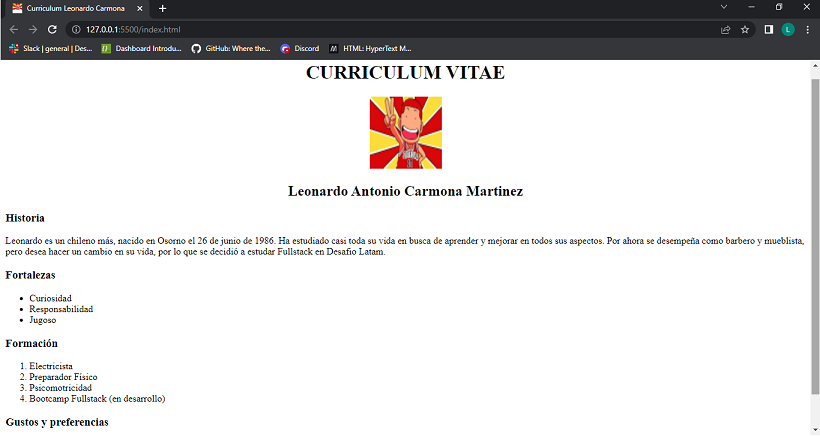 Curriculum Leonardo Carmona
127.0.0.1:5500/index.html
L
Slack | general | Des... Dashboard Introdu... GitHub: Where the... Discord HTML: HyperText M...
CURRICULUM VITAE
Leonardo Antonio Carmona Martinez
Historia
Leonardo es un chileno más, nacido en Osorno el 26 de junio de 1986. Ha estudiado casi toda su vida en busca de aprender y mejorar en todos sus aspectos. Por ahora se desempeña como barbero y mueblista,
pero desea hacer un cambio en su vida, por lo que se decidió a estudar Fullstack en Desafío Latam.
Fortalezas
• Curiosidad
• Responsabilidad
• Jugoso
Formación
1. Electricista
2. Preparador Físico
3. Psicomotricidad
4. Bootcamp Fullstack (en desarrollo)
Gustos y preferencias